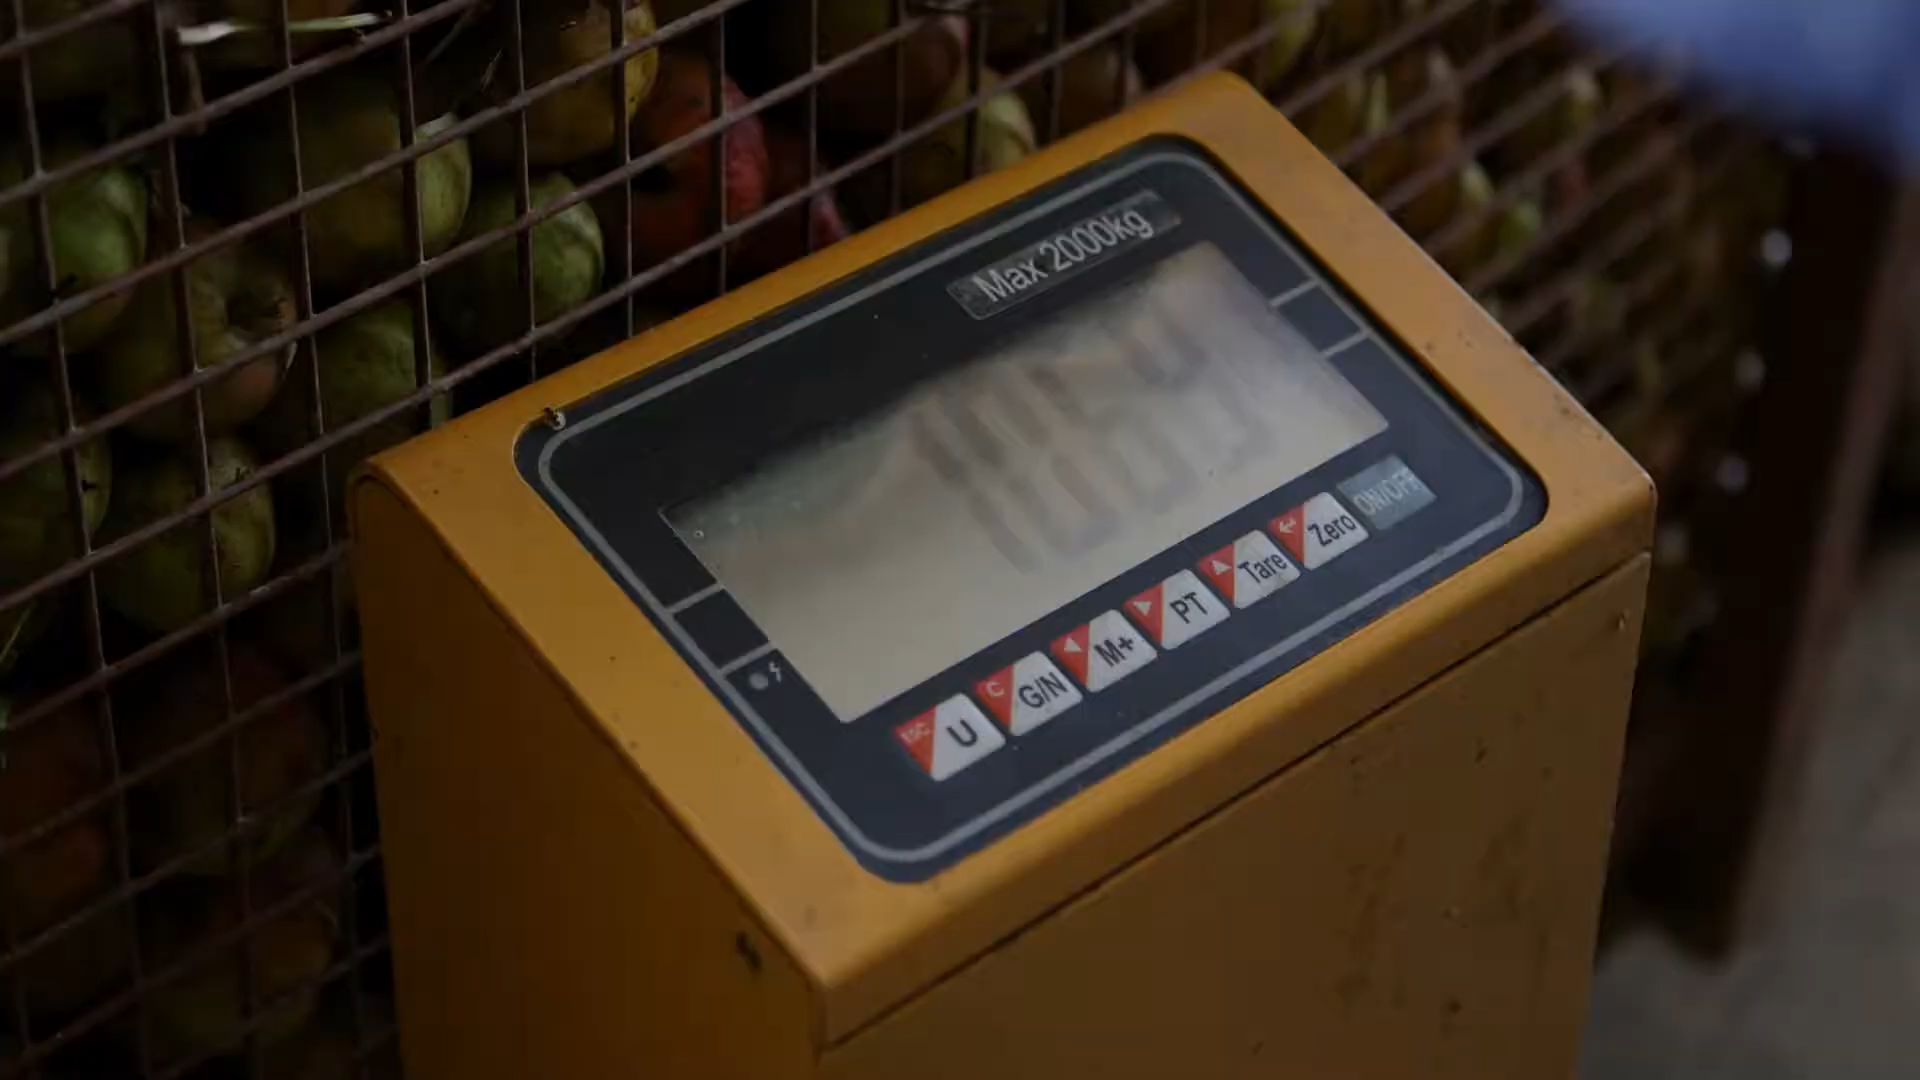 Max 2000kg
ON/OFF
Zero
Tare
PT
M+
C G/N
ESC U